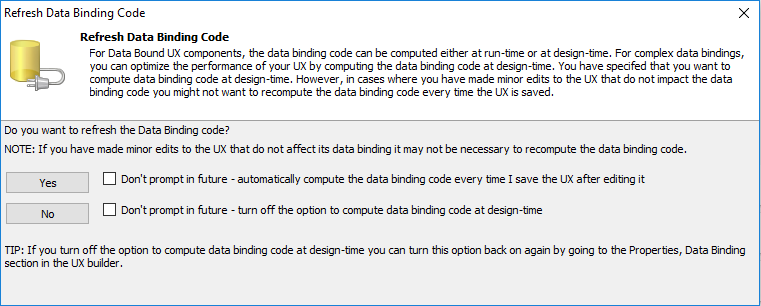 Refresh Data Binding Code
Refresh Data Binding Code
For Data Bound UX components, the data binding code can be computed either at run-time or at design-time. For complex data bindings,
you can optimize the performance of your UX by computing the data binding code at design-time. You have specifed that you want to
compute data binding code at design-time. However, in cases where you have made minor edits to the UX that do not impact the data
binding code you might not want to recompute the data binding code every time the UX is saved.
Do you want to refresh the Data Binding code?
NOTE: If you have made minor edits to the UX that do not affect its data binding it may not be necessary to recompute the data binding code.
Yes
Don't prompt in future - automatically compute the data binding code every time I save the UX after editing it
No
Don't prompt in future - turn off the option to compute data binding code at design-time
TIP: If you turn off the option to compute data binding code at design-time you can turn this option back on again by going to the Properties, Data Binding
section in the UX builder.